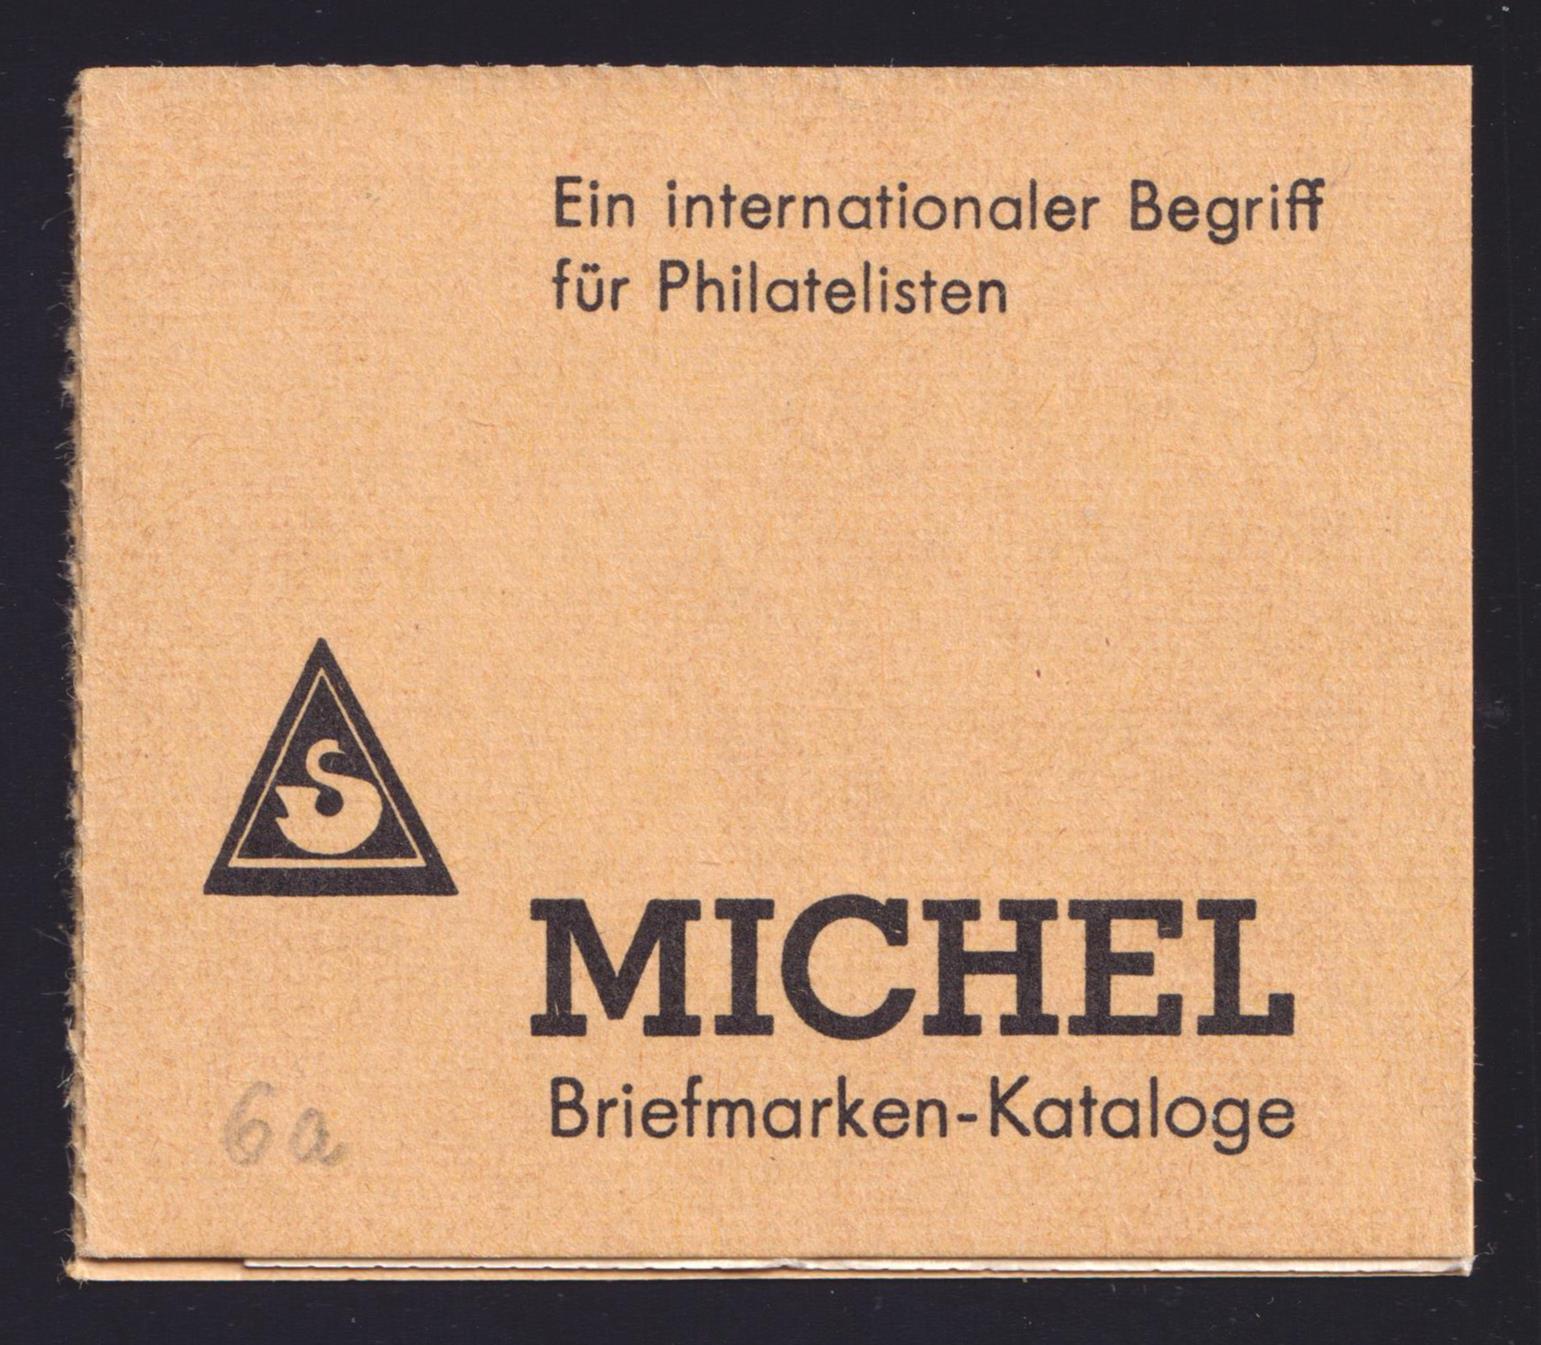 Ein internationaler Begriff
für Philatelisten
S
MICHEL
Briefmarken-Kataloge
6a